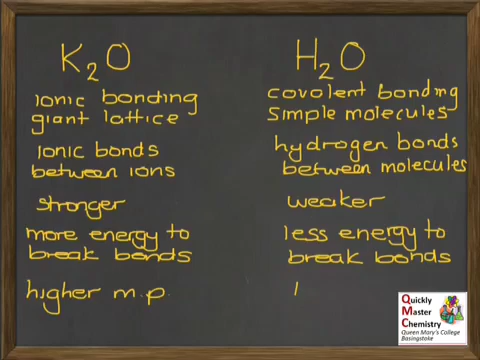 K2O
ionic bonding
giant lattice
ionic bonds
between ions
stronger
more energy to
break bonds
higher m.p.
H2O
covalent bonding
simple molecules
hydrogen bonds
between molecules
weaker
less energy to
break bonds
l
Quickly
Master
Chemistry
Queen Mary's College
Basingstoke